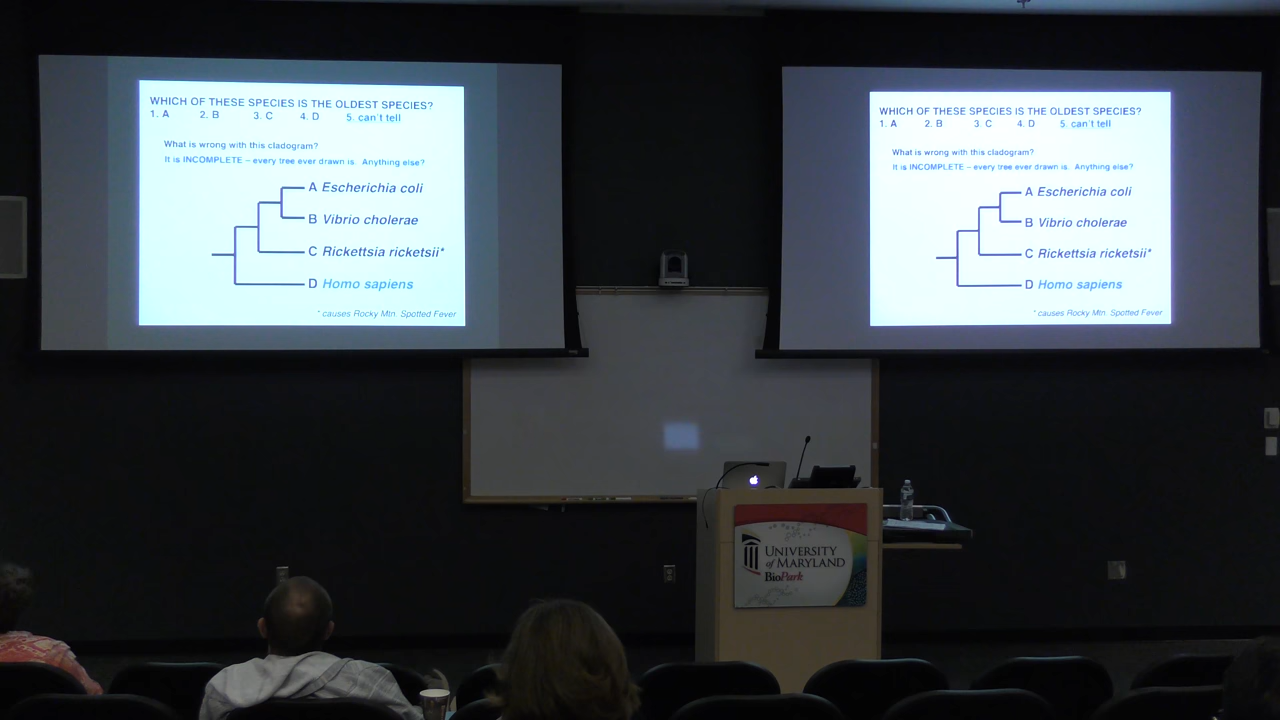 WHICH OF THESE SPECIES IS THE OLDEST SPECIES?
1. A 2. B 3. C 4. D 5. can't tell
What is wrong with this cladogram?
It is INCOMPLETE – every tree ever drawn is. Anything else?
A Escherichia coli
B Vibrio cholerae
C Rickettsia ricketsii*
D Homo sapiens
* causes Rocky Mtn. Spotted Fever
WHICH OF THESE SPECIES IS THE OLDEST SPECIES?
1. A 2. B 3. C 4. D 5. can't tell
What is wrong with this cladogram?
It is INCOMPLETE – every tree ever drawn is. Anything else?
A Escherichia coli
B Vibrio cholerae
C Rickettsia ricketsii*
D Homo sapiens
* causes Rocky Mtn. Spotted Fever
UNIVERSITY
of MARYLAND
BioPark